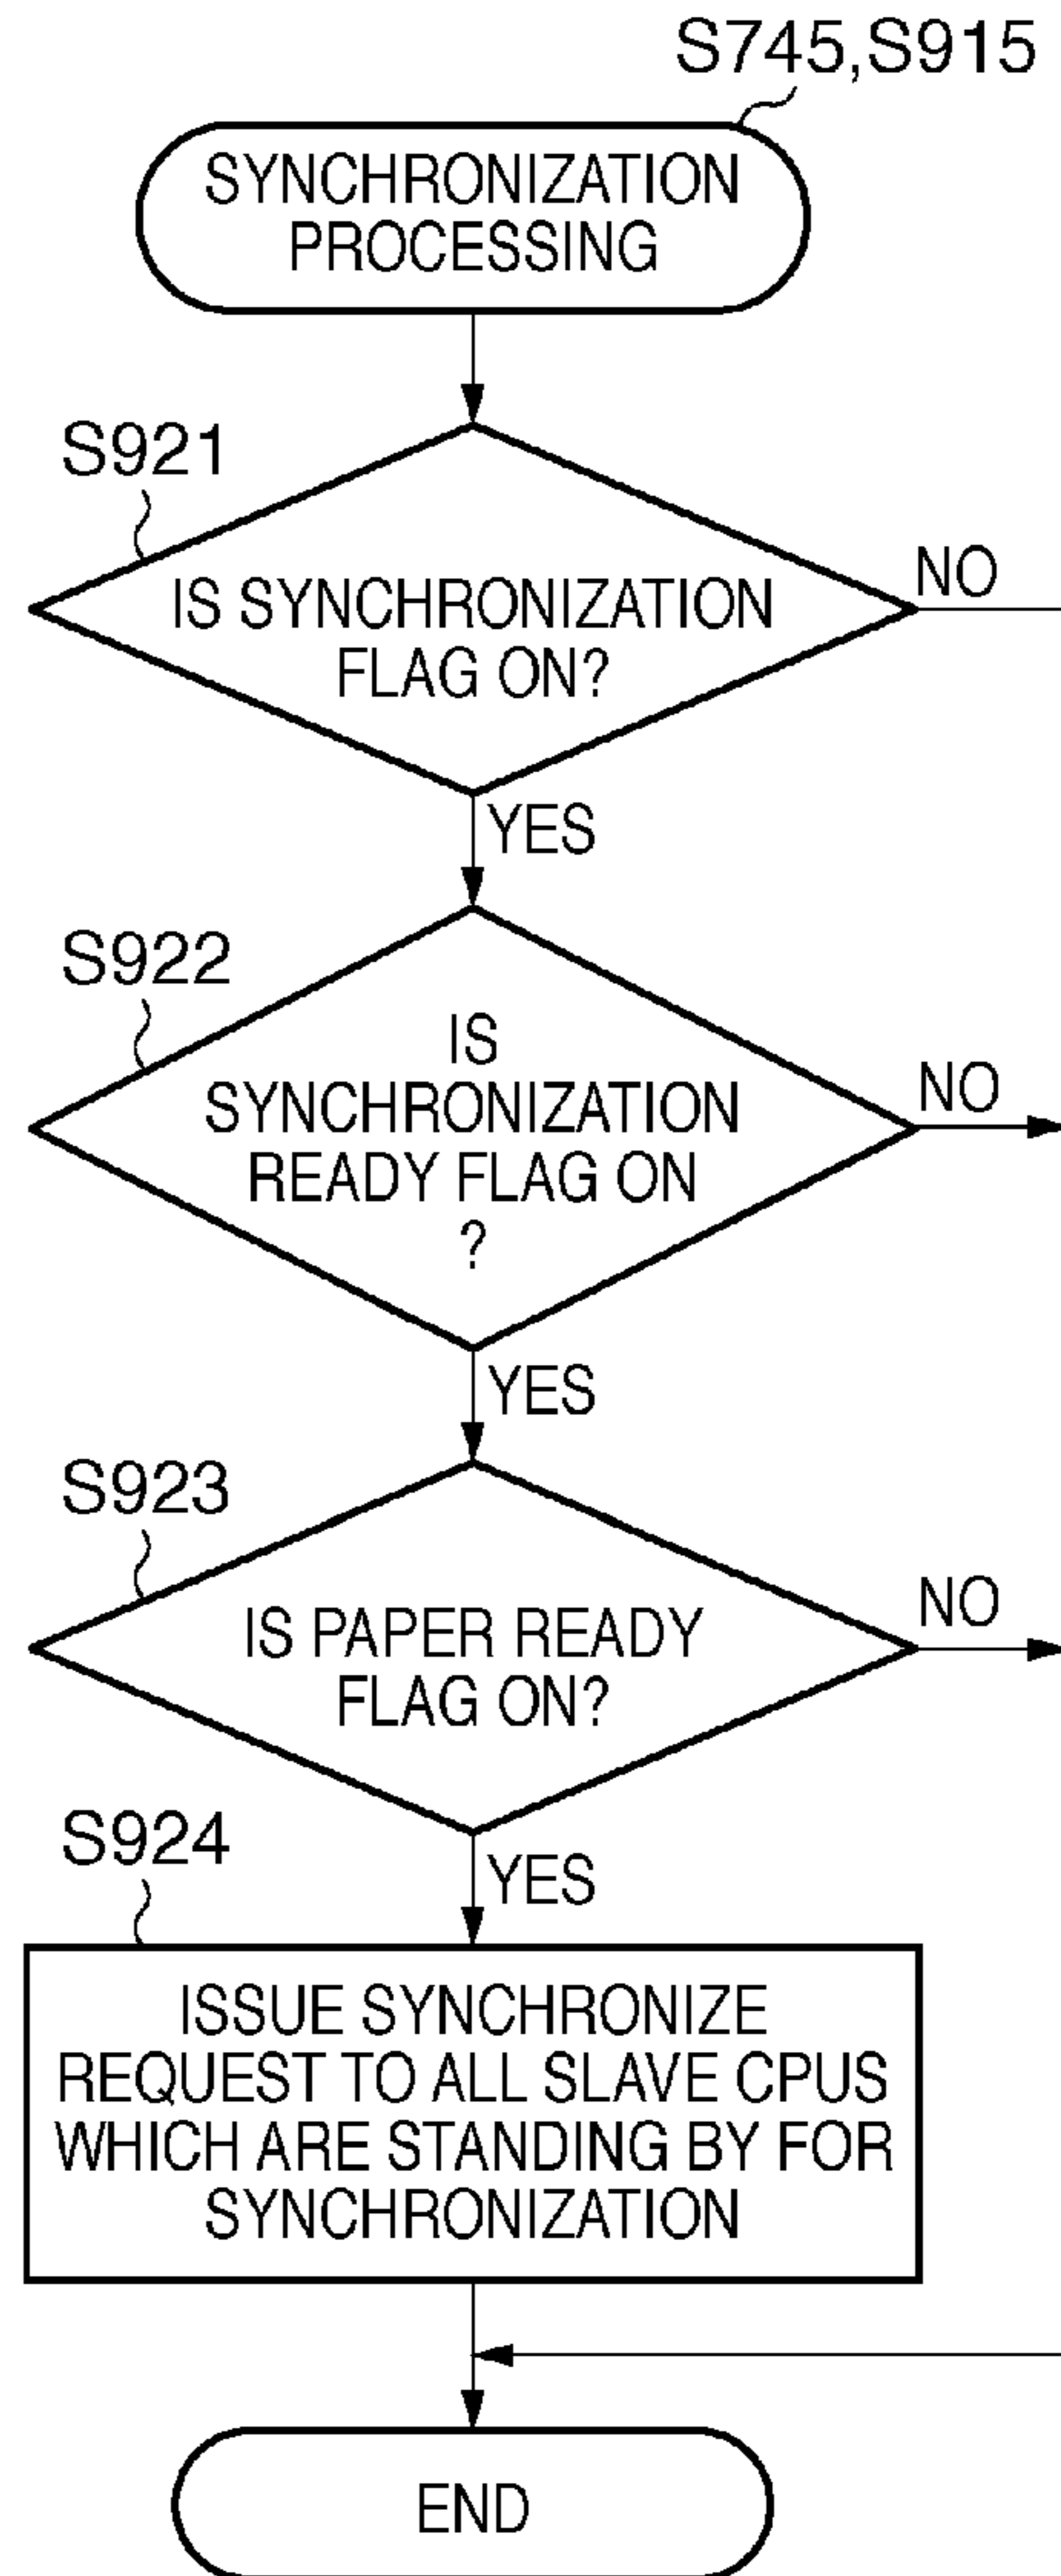 S745,S915
SYNCHRONIZATION
PROCESSING
S921
IS SYNCHRONIZATION
FLAG ON?
NO
YES
S922
IS
SYNCHRONIZATION
READY FLAG ON
?
NO
YES
S923
IS PAPER READY
FLAG ON?
NO
YES
S924
ISSUE SYNCHRONIZE
REQUEST TO ALL SLAVE CPUS
WHICH ARE STANDING BY FOR
SYNCHRONIZATION
END